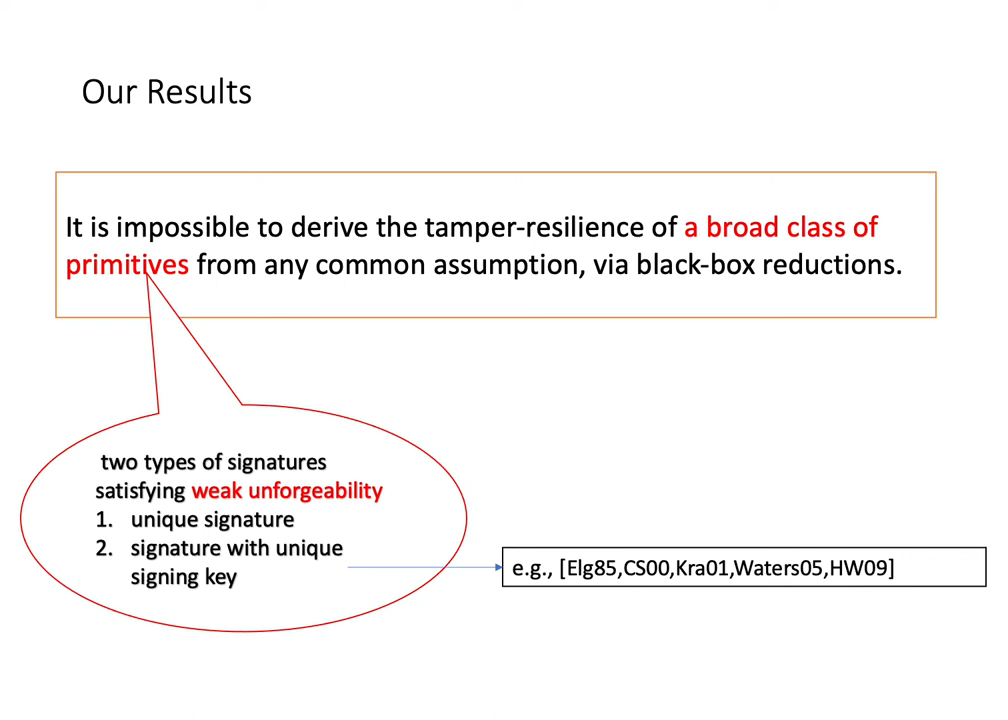 Our Results
It is impossible to derive the tamper-resilience of a broad class of
primitives from any common assumption, via black-box reductions.
two types of signatures
satisfying weak unforgeability
1. unique signature
2. signature with unique
signing key
e.g., [Elg85,CS00,Kra01,Waters05,HW09]